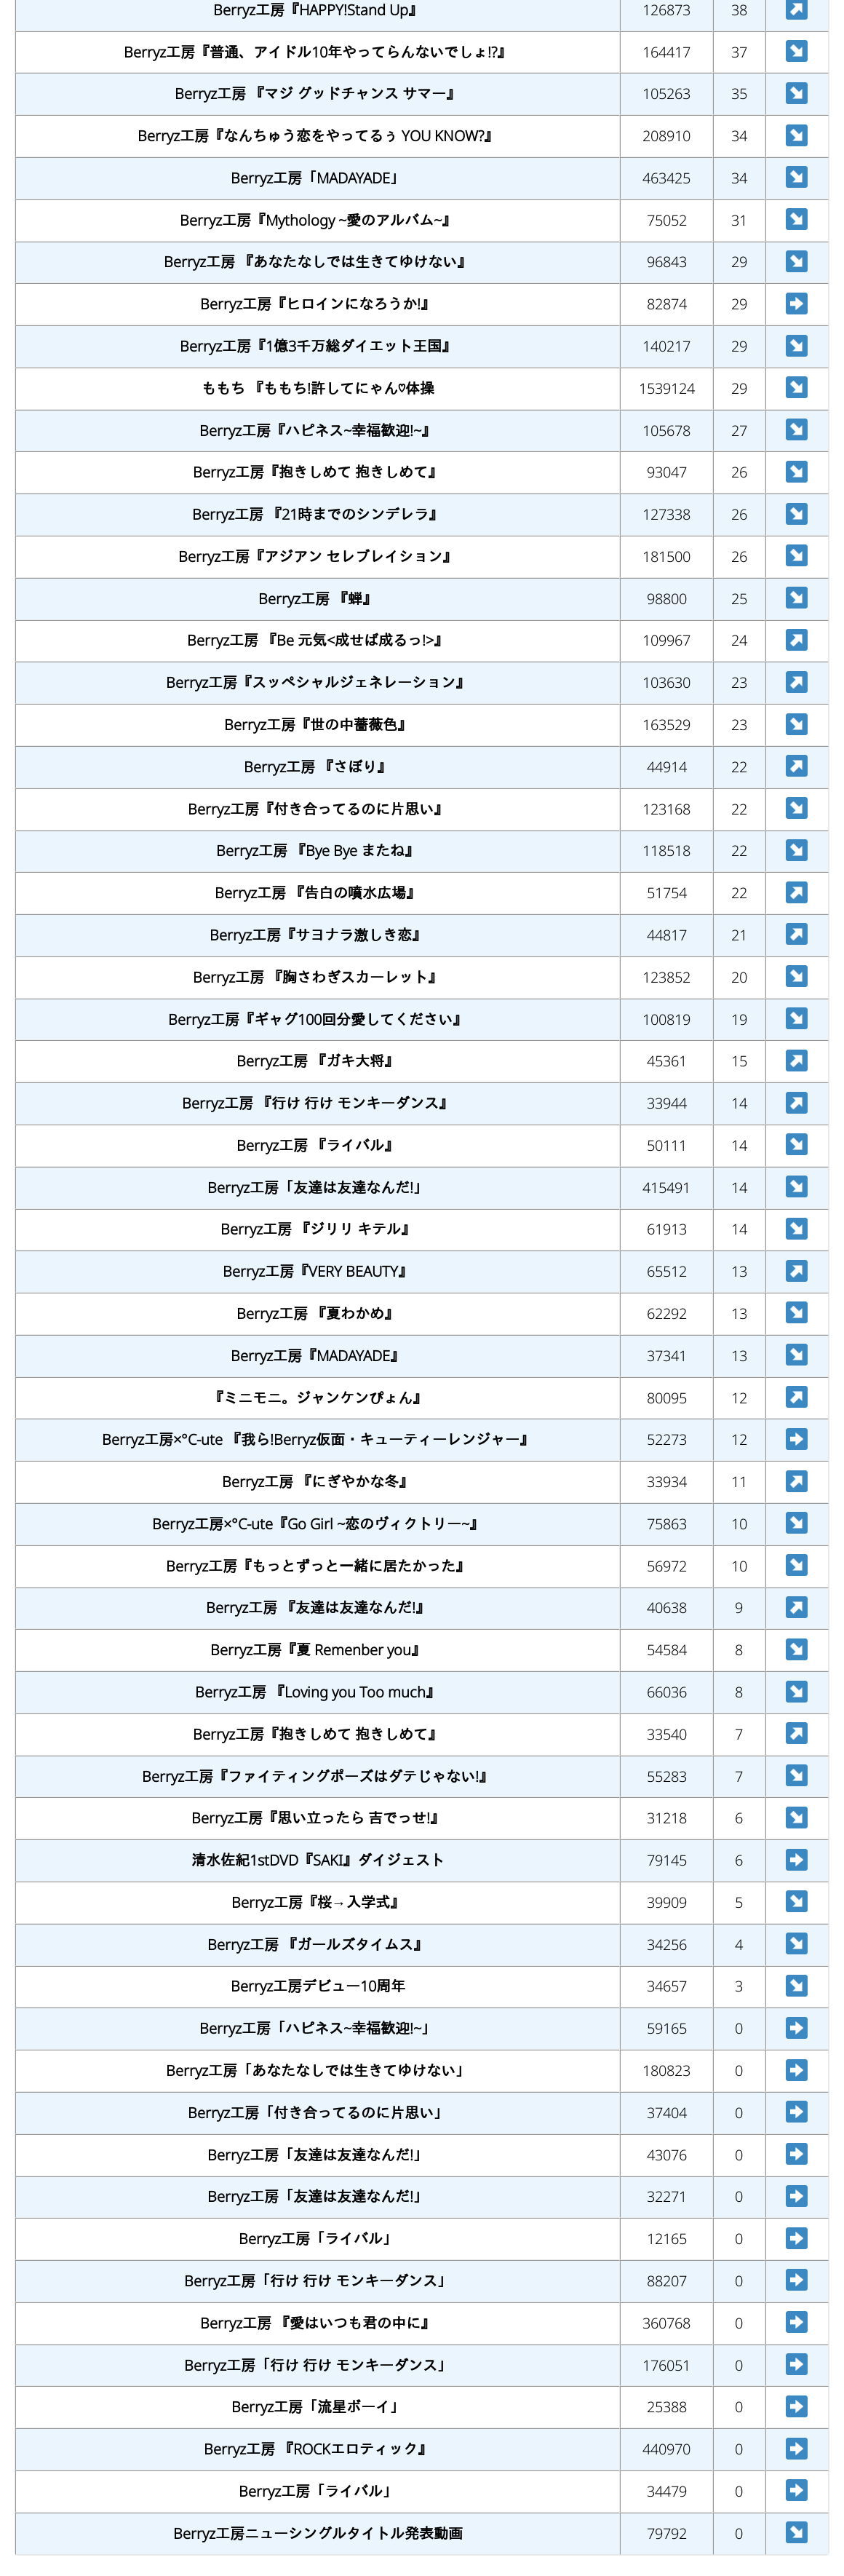 Berryz工房『HAPPY!Stand Up』 126873 38 ↗
Berryz工房『普通、アイドル10年やってらんないでしょ!?』 164417 37 ↘
Berryz工房 『マジ グッドチャンス サマー』 105263 35 ↘
Berryz工房『なんちゅう恋をやってるぅ YOU KNOW?』 208910 34 ↘
Berryz工房「MADAYADE」 463425 34 ↘
Berryz工房『Mythology ~愛のアルバム~』 75052 31 ↘
Berryz工房 『あなたなしでは生きてゆけない』 96843 29 ↘
Berryz工房『ヒロインになろうか!』 82874 29 ➡
Berryz工房『1億3千万総ダイエット王国』 140217 29 ↘
ももち 『ももち!許してにゃん♡体操 1539124 29 ↘
Berryz工房『ハピネス~幸福歓迎!~』 105678 27 ↘
Berryz工房『抱きしめて 抱きしめて』 93047 26 ↘
Berryz工房 『21時までのシンデレラ』 127338 26 ↘
Berryz工房『アジアン セレブレイション』 181500 26 ↘
Berryz工房 『蝉』 98800 25 ↘
Berryz工房 『Be 元気<成せば成るっ!>』 109967 24 ↗
Berryz工房『スッペシャルジェネレーション』 103630 23 ↗
Berryz工房『世の中薔薇色』 163529 23 ↘
Berryz工房 『さぼり』 44914 22 ↗
Berryz工房『付き合ってるのに片思い』 123168 22 ↘
Berryz工房 『Bye Bye またね』 118518 22 ↘
Berryz工房 『告白の噴水広場』 51754 22 ↗
Berryz工房『サヨナラ激しき恋』 44817 21 ↗
Berryz工房 『胸さわぎスカーレット』 123852 20 ↘
Berryz工房『ギャグ100回分愛してください』 100819 19 ↘
Berryz工房 『ガキ大将』 45361 15 ↗
Berryz工房 『行け 行け モンキーダンス』 33944 14 ↗
Berryz工房 『ライバル』 50111 14 ↘
Berryz工房「友達は友達なんだ!」 415491 14 ↘
Berryz工房 『ジリリ キテル』 61913 14 ↘
Berryz工房『VERY BEAUTY』 65512 13 ↗
Berryz工房 『夏わかめ』 62292 13 ↘
Berryz工房『MADAYADE』 37341 13 ↘
『ミニモニ。ジャンケンぴょん』 80095 12 ↗
Berryz工房×°C-ute 『我ら!Berryz仮面・キューティーレンジャー』 52273 12 ➡
Berryz工房 『にぎやかな冬』 33934 11 ↗
Berryz工房×°C-ute『Go Girl ~恋のヴィクトリー~』 75863 10 ↘
Berryz工房『もっとずっと一緒に居たかった』 56972 10 ↘
Berryz工房 『友達は友達なんだ!』 40638 9 ↗
Berryz工房『夏 Remenber you』 54584 8 ↘
Berryz工房 『Loving you Too much』 66036 8 ↘
Berryz工房『抱きしめて 抱きしめて』 33540 7 ↗
Berryz工房『ファイティングポーズはダテじゃない!』 55283 7 ↘
Berryz工房『思い立ったら 吉でっせ!』 31218 6 ↘
清水佐紀1stDVD『SAKI』ダイジェスト 79145 6 ➡
Berryz工房『桜→入学式』 39909 5 ↘
Berryz工房 『ガールズタイムス』 34256 4 ↘
Berryz工房デビュー10周年 34657 3 ↘
Berryz工房「ハピネス~幸福歓迎!~」 59165 0 ➡
Berryz工房「あなたなしでは生きてゆけない」 180823 0 ➡
Berryz工房「付き合ってるのに片思い」 37404 0 ➡
Berryz工房「友達は友達なんだ!」 43076 0 ➡
Berryz工房「友達は友達なんだ!」 32271 0 ➡
Berryz工房「ライバル」 12165 0 ➡
Berryz工房「行け 行け モンキーダンス」 88207 0 ➡
Berryz工房 『愛はいつも君の中に』 360768 0 ➡
Berryz工房「行け 行け モンキーダンス」 176051 0 ➡
Berryz工房「流星ボーイ」 25388 0 ➡
Berryz工房 『ROCKエロティック』 440970 0 ➡
Berryz工房「ライバル」 34479 0 ➡
Berryz工房ニューシングルタイトル発表動画 79792 0 ↘